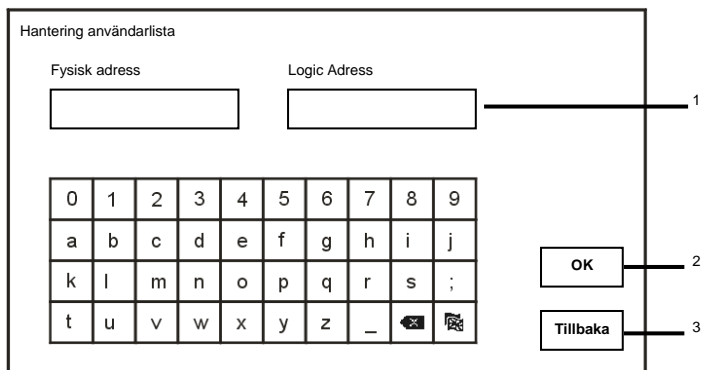 Hantering användarlista
Fysisk adress Logic Adress
1
0 1 2 3 4 5 6 7 8 9
a b c d e f g h i j
k l m n o p q r s ;
t u v w x y z _
OK 2
Tillbaka 3